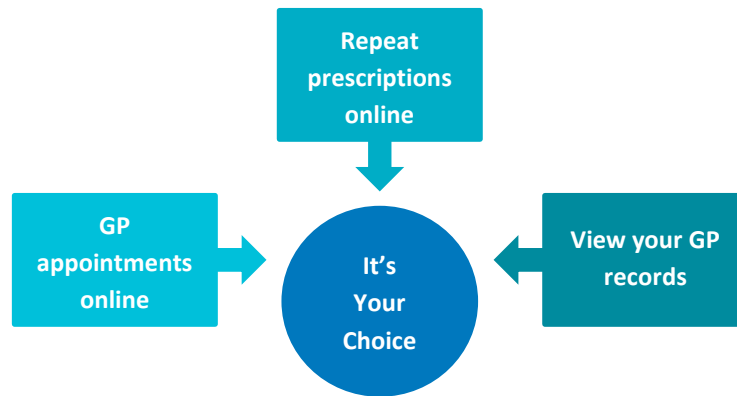 Repeat
prescriptions
online
GP
appointments
online
It’s
Your
Choice
View your GP
records